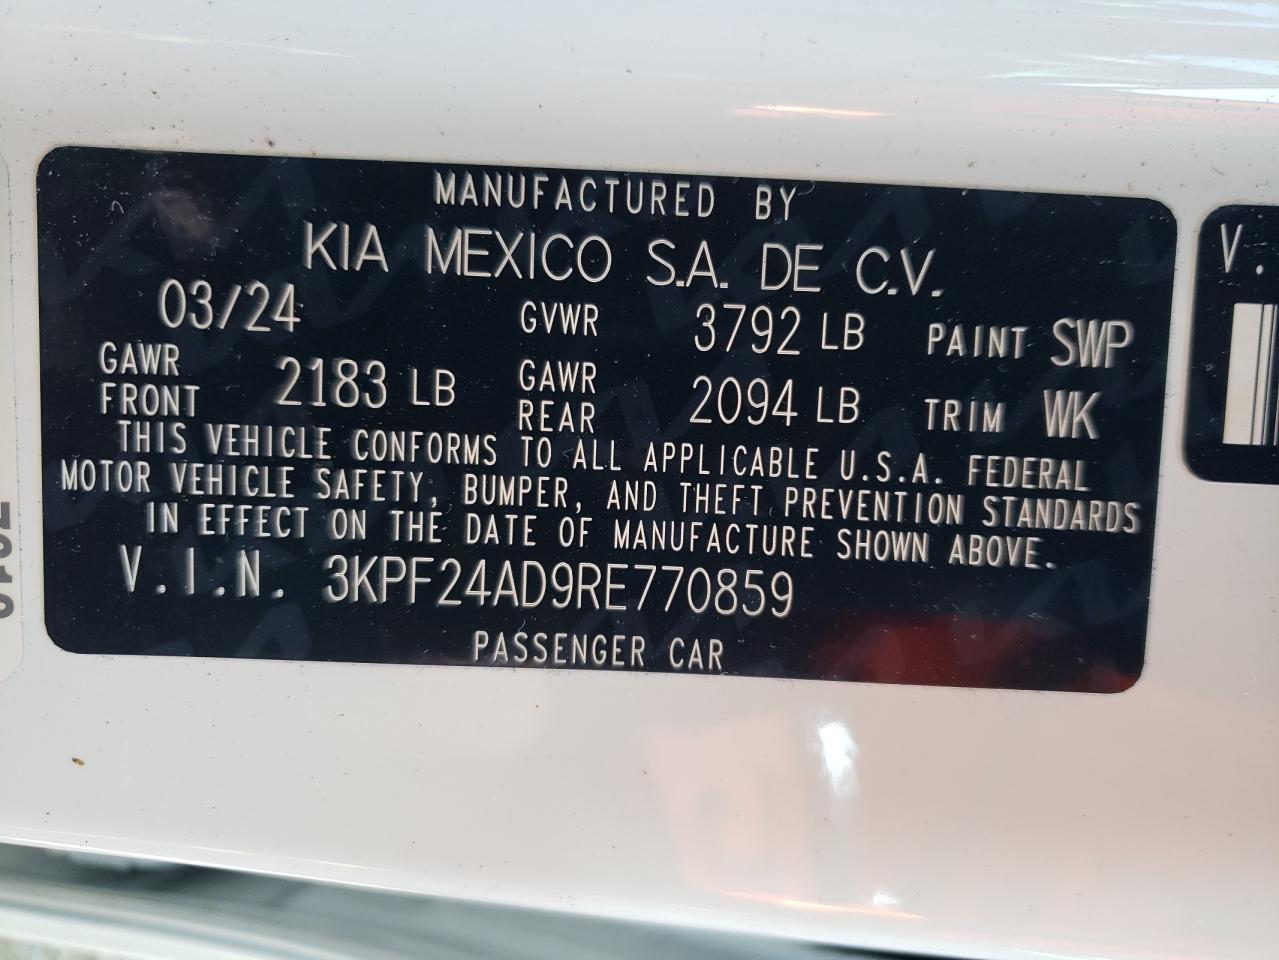 MANUFACTURED BY
KIA MEXICO S.A. DE C.V.
03/24 GVWR 3792 LB PAINT SWP
GAWR FRONT 2183 LB GAWR REAR 2094 LB TRIM WK
THIS VEHICLE CONFORMS TO ALL APPLICABLE U.S.A. FEDERAL
MOTOR VEHICLE SAFETY, BUMPER, AND THEFT PREVENTION STANDARDS
IN EFFECT ON THE DATE OF MANUFACTURE SHOWN ABOVE.
V.I.N. 3KPF24AD9RE770859
PASSENGER CAR
V.